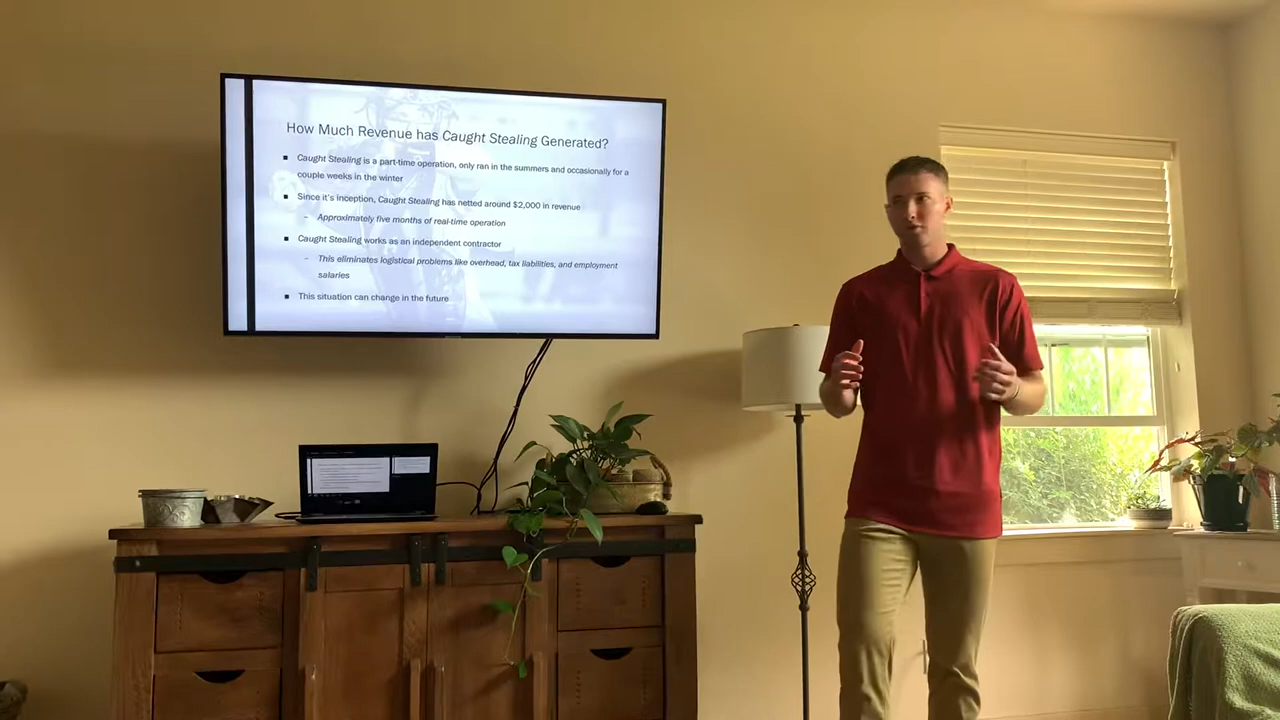 How Much Revenue has Caught Stealing Generated?
■ Caught Stealing is a part-time operation, only ran in the summers and occasionally for a
couple weeks in the winter
■ Since it's inception, Caught Stealing has netted around $2,000 in revenue
– Approximately five months of real-time operation
■ Caught Stealing works as an independent contractor
– This eliminates logistical problems like overhead, tax liabilities, and employment
salaries
■ This situation can change in the future